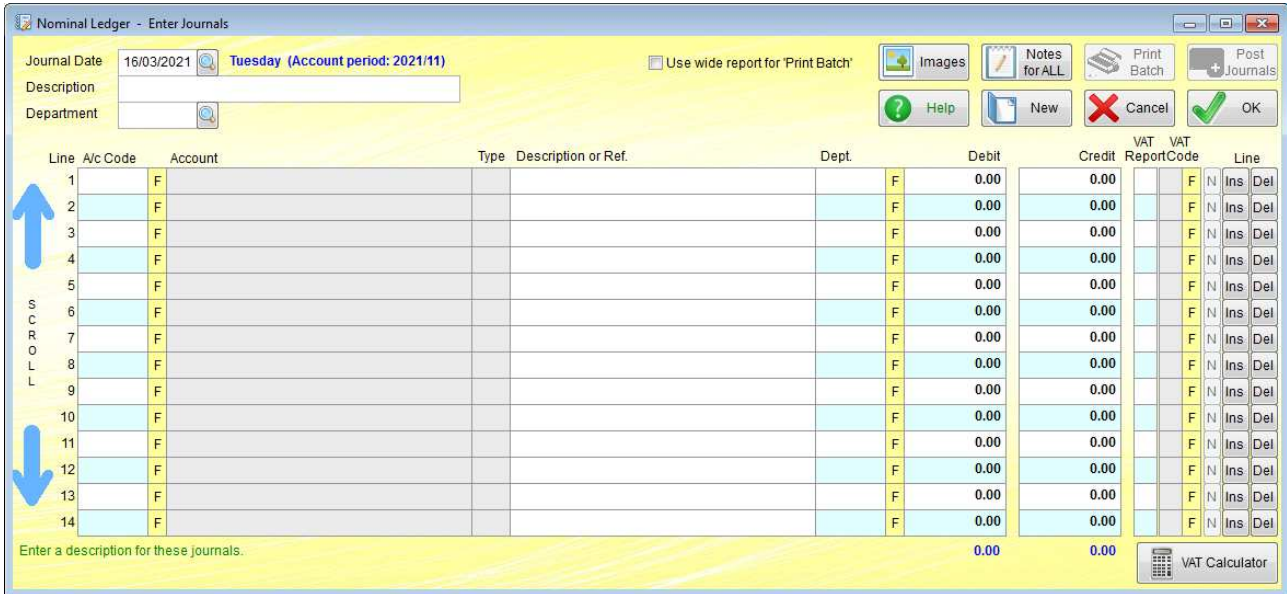 Nominal Ledger - Enter Journals
Journal Date 16/03/2021 Tuesday (Account period: 2021/11) Use wide report for 'Print Batch' Images Notes for ALL Print Batch Post Journals
Description
Department ? Help New Cancel OK
Line A/c Code Account Type Description or Ref. Dept. Debit Credit VAT Report VAT Code Line
1 F F 0.00 0.00 F N Ins Del
2 F F 0.00 0.00 F N Ins Del
3 F F 0.00 0.00 F N Ins Del
4 F F 0.00 0.00 F N Ins Del
5 F F 0.00 0.00 F N Ins Del
6 F F 0.00 0.00 F N Ins Del
7 F F 0.00 0.00 F N Ins Del
8 F F 0.00 0.00 F N Ins Del
9 F F 0.00 0.00 F N Ins Del
10 F F 0.00 0.00 F N Ins Del
11 F F 0.00 0.00 F N Ins Del
12 F F 0.00 0.00 F N Ins Del
13 F F 0.00 0.00 F N Ins Del
14 F F 0.00 0.00 F N Ins Del
SCROLL
Enter a description for these journals. 0.00 0.00 VAT Calculator